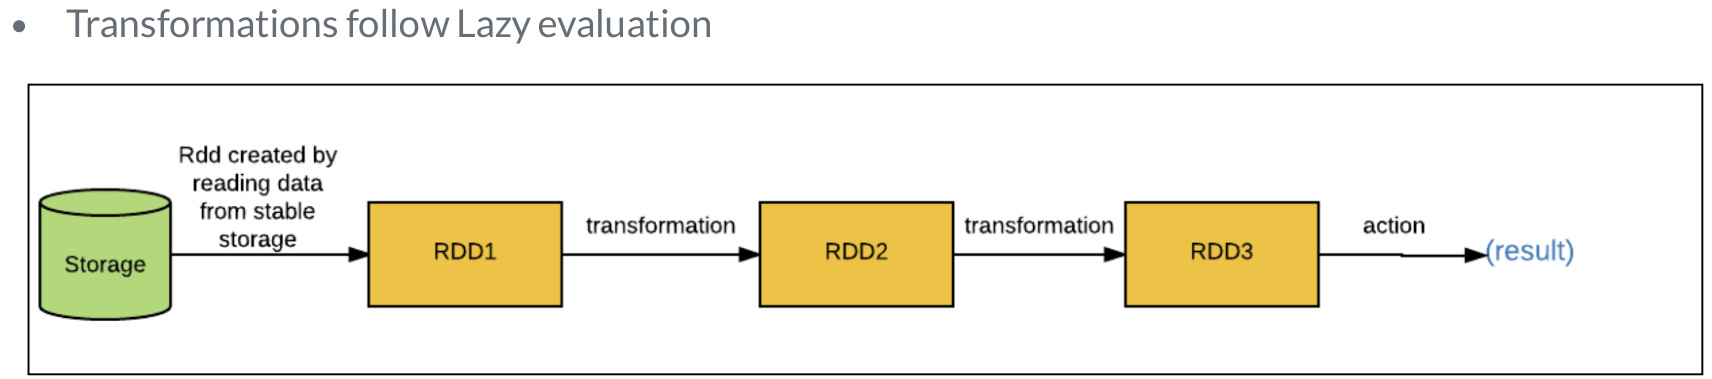 • Transformations follow Lazy evaluation
Rdd created by
reading data
from stable
storage
Storage
RDD1
transformation
RDD2
transformation
RDD3
action
(result)